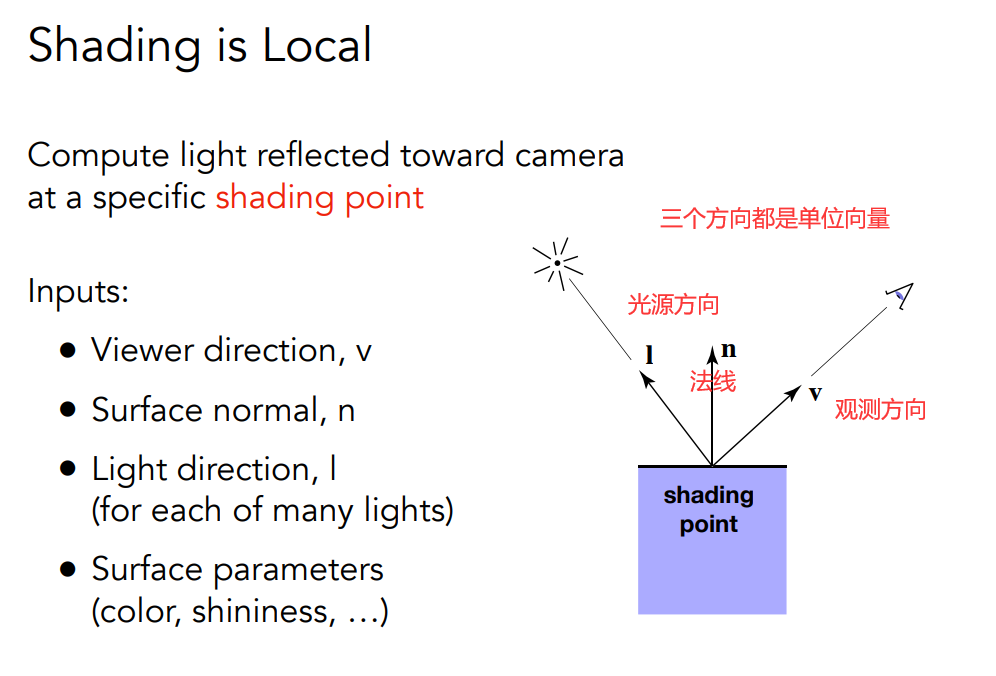 Shading is Local
Compute light reflected toward camera
at a specific shading point
三个方向都是单位向量
Inputs:
● Viewer direction, v
● Surface normal, n
● Light direction, l
(for each of many lights)
● Surface parameters
(color, shininess, …)
光源方向
l
n
法线
v
观测方向
shading
point